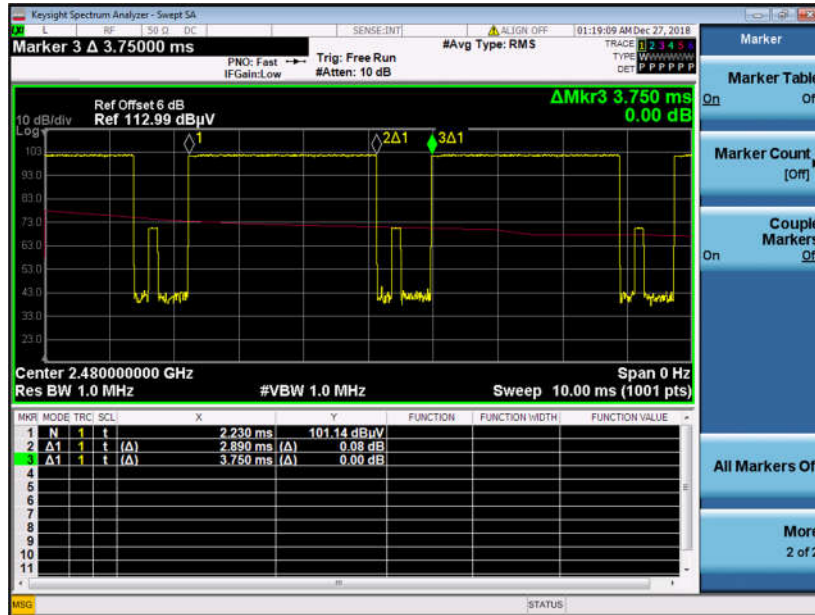 Keysight Spectrum Analyzer - Swept SA
LXI L RF 50 Ω DC SENSE:INT ALIGN OFF 01:19:09 AM Dec 27, 2018
Marker 3 Δ 3.75000 ms
#Avg Type: RMS
TRACE 1 2 3 4 5 6
TYPE WWWWWW
DET P P P P P P
PNO: Fast
IFGain:Low
Trig: Free Run
#Atten: 10 dB
ΔMkr3 3.750 ms
0.00 dB
Ref Offset 6 dB
10 dB/div Ref 112.99 dBµV
Log
1 2Δ1 3Δ1
103
93.0
83.0
73.0
63.0
53.0
43.0
33.0
23.0
Center 2.480000000 GHz Span 0 Hz
Res BW 1.0 MHz #VBW 1.0 MHz Sweep 10.00 ms (1001 pts)
MKR MODE TRC SCL X Y FUNCTION FUNCTION WIDTH FUNCTION VALUE
1 N 1 t 2.230 ms 101.14 dBµV
2 Δ1 1 t (Δ) 2.890 ms (Δ) 0.08 dB
3 Δ1 1 t (Δ) 3.750 ms (Δ) 0.00 dB
4
5
6
7
8
9
10
11
MSG STATUS
Marker
Marker Table
On Of
Marker Count
[Off]
Couple
Markers
On Of
All Markers Of
More
2 of 2